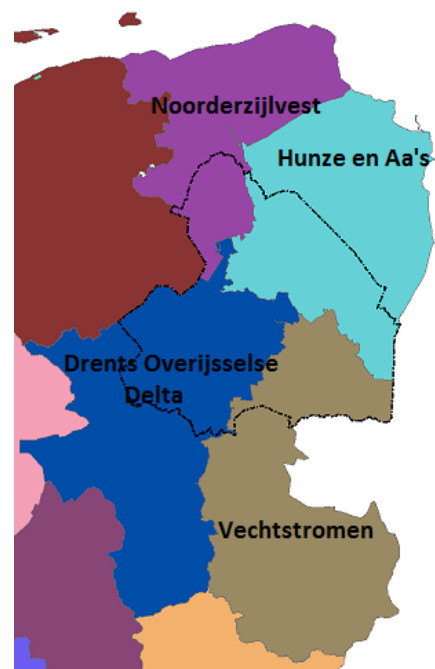 Noorderzijlvest
Hunze en Aa's
Drents Overijsselse
Delta
Vechtstromen